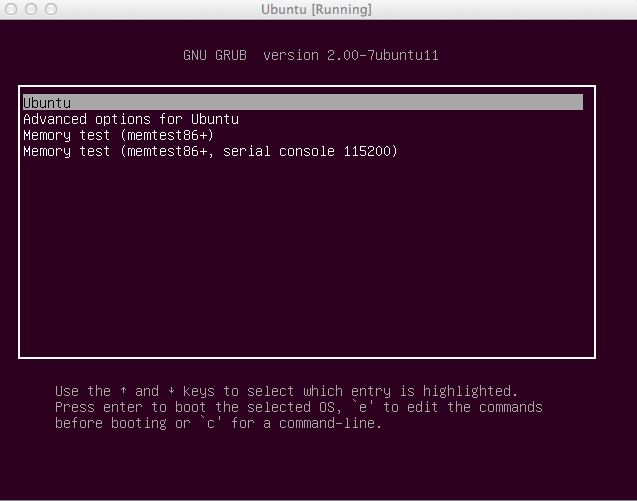 Ubuntu [Running]
GNU GRUB  version 2.00-7ubuntu11
Ubuntu
Advanced options for Ubuntu
Memory test (memtest86+)
Memory test (memtest86+, serial console 115200)
Use the ↑ and ↓ keys to select which entry is highlighted.
Press enter to boot the selected OS, `e' to edit the commands
before booting or `c' for a command-line.